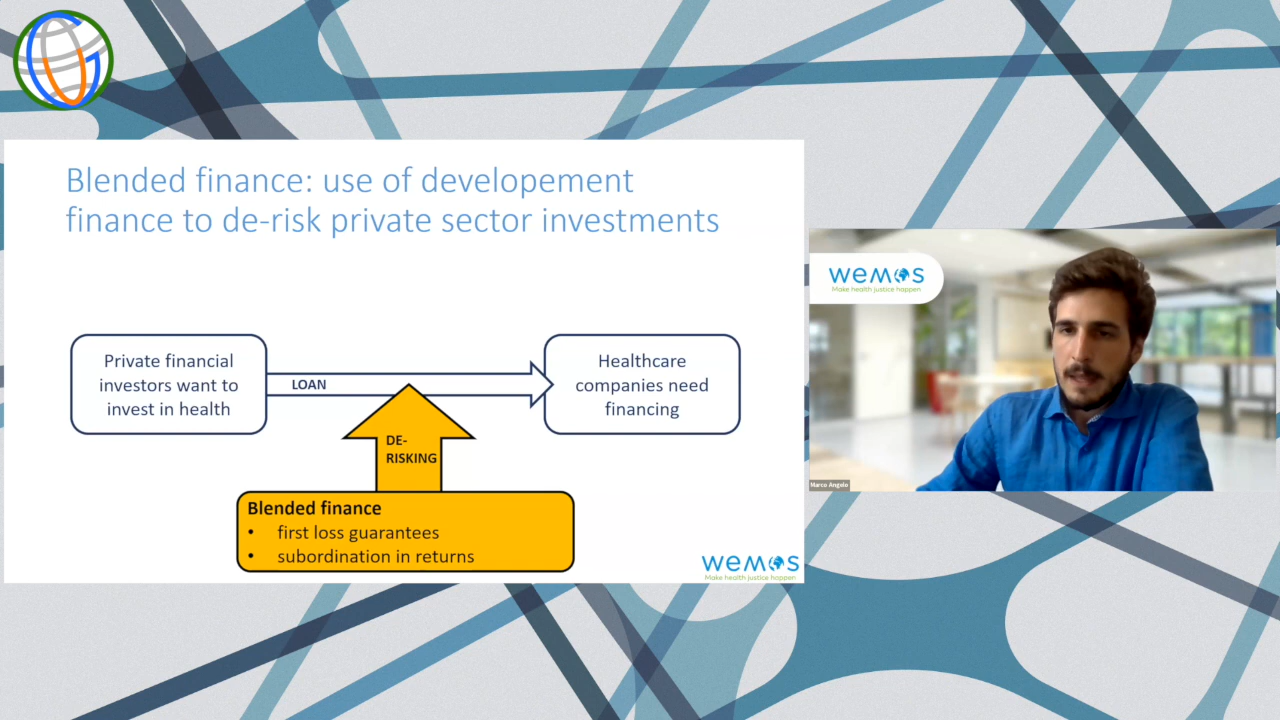 Blended finance: use of developement
finance to de-risk private sector investments
Private financial
investors want to
invest in health
LOAN
Healthcare
companies need
financing
DE-
RISKING
Blended finance
• first loss guarantees
• subordination in returns
wemos
Make health justice happen
wemos
Make health justice happen
Marco Angelo